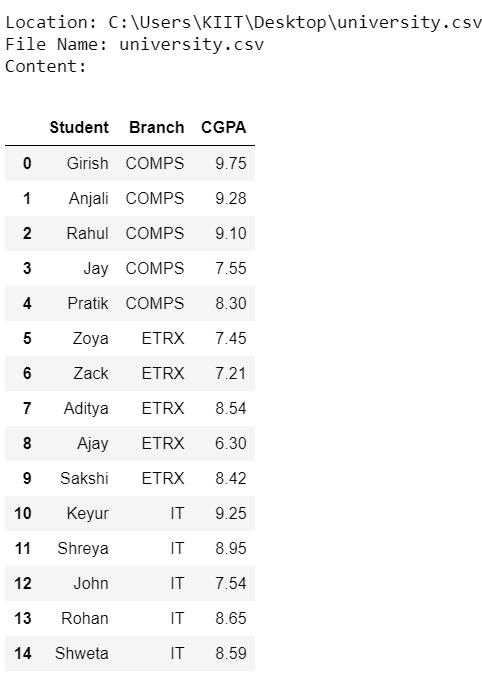 Location: C:\Users\KIIT\Desktop\university.csv
File Name: university.csv
Content:
Student Branch CGPA
0 Girish COMPS 9.75
1 Anjali COMPS 9.28
2 Rahul COMPS 9.10
3 Jay COMPS 7.55
4 Pratik COMPS 8.30
5 Zoya ETRX 7.45
6 Zack ETRX 7.21
7 Aditya ETRX 8.54
8 Ajay ETRX 6.30
9 Sakshi ETRX 8.42
10 Keyur IT 9.25
11 Shreya IT 8.95
12 John IT 7.54
13 Rohan IT 8.65
14 Shweta IT 8.59